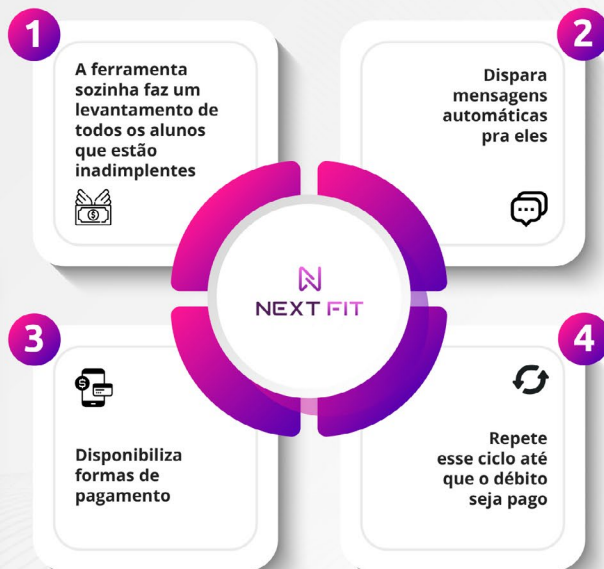 1
A ferramenta
sozinha faz um
levantamento de
todos os alunos
que estão
inadimplentes
2
Dispara
mensagens
automáticas
pra eles
NEXT FIT
3
Disponibiliza
formas de
pagamento
4
Repete
esse ciclo até
que o débito
seja pago